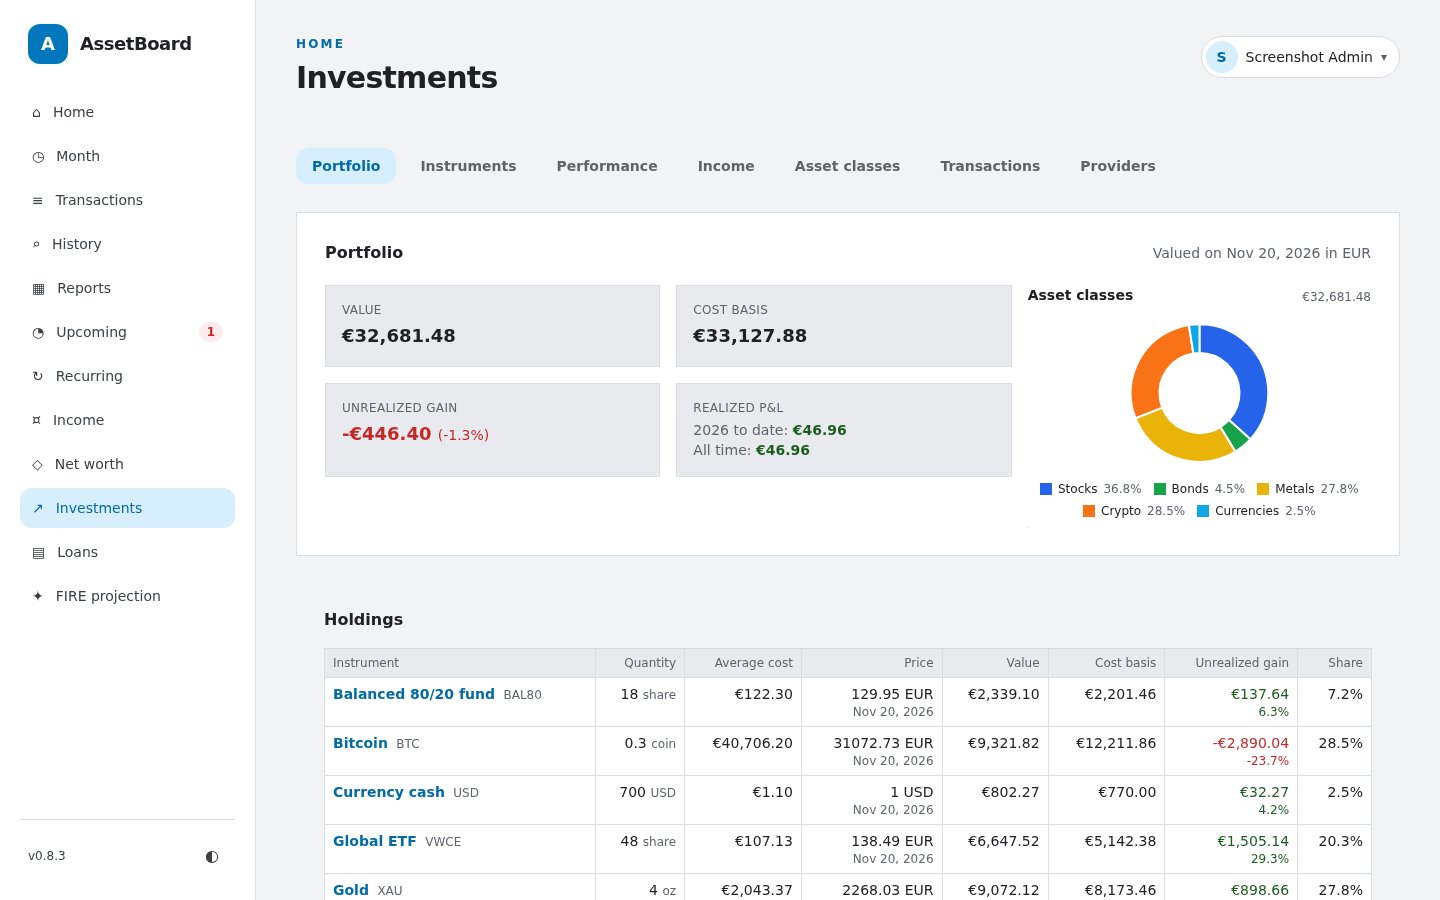 A AssetBoard
Home
Month
Transactions
History
Reports
Upcoming 1
Recurring
Income
Net worth
Investments
Loans
FIRE projection
v0.8.3
HOME
Investments
S Screenshot Admin
Portfolio Instruments Performance Income Asset classes Transactions Providers
Portfolio
Valued on Nov 20, 2026 in EUR
VALUE
€32,681.48
COST BASIS
€33,127.88
UNREALIZED GAIN
-€446.40 (-1.3%)
REALIZED P&L
2026 to date: €46.96
All time: €46.96
Asset classes €32,681.48
Stocks 36.8% Bonds 4.5% Metals 27.8%
Crypto 28.5% Currencies 2.5%
Holdings
Instrument Quantity Average cost Price Value Cost basis Unrealized gain Share
Balanced 80/20 fund BAL80 18 share €122.30 129.95 EUR €2,339.10 €2,201.46 €137.64 7.2%
Nov 20, 2026 6.3%
Bitcoin BTC 0.3 coin €40,706.20 31072.73 EUR €9,321.82 €12,211.86 -€2,890.04 28.5%
Nov 20, 2026 -23.7%
Currency cash USD 700 USD €1.10 1 USD €802.27 €770.00 €32.27 2.5%
Nov 20, 2026 4.2%
Global ETF VWCE 48 share €107.13 138.49 EUR €6,647.52 €5,142.38 €1,505.14 20.3%
Nov 20, 2026 29.3%
Gold XAU 4 oz €2,043.37 2268.03 EUR €9,072.12 €8,173.46 €898.66 27.8%